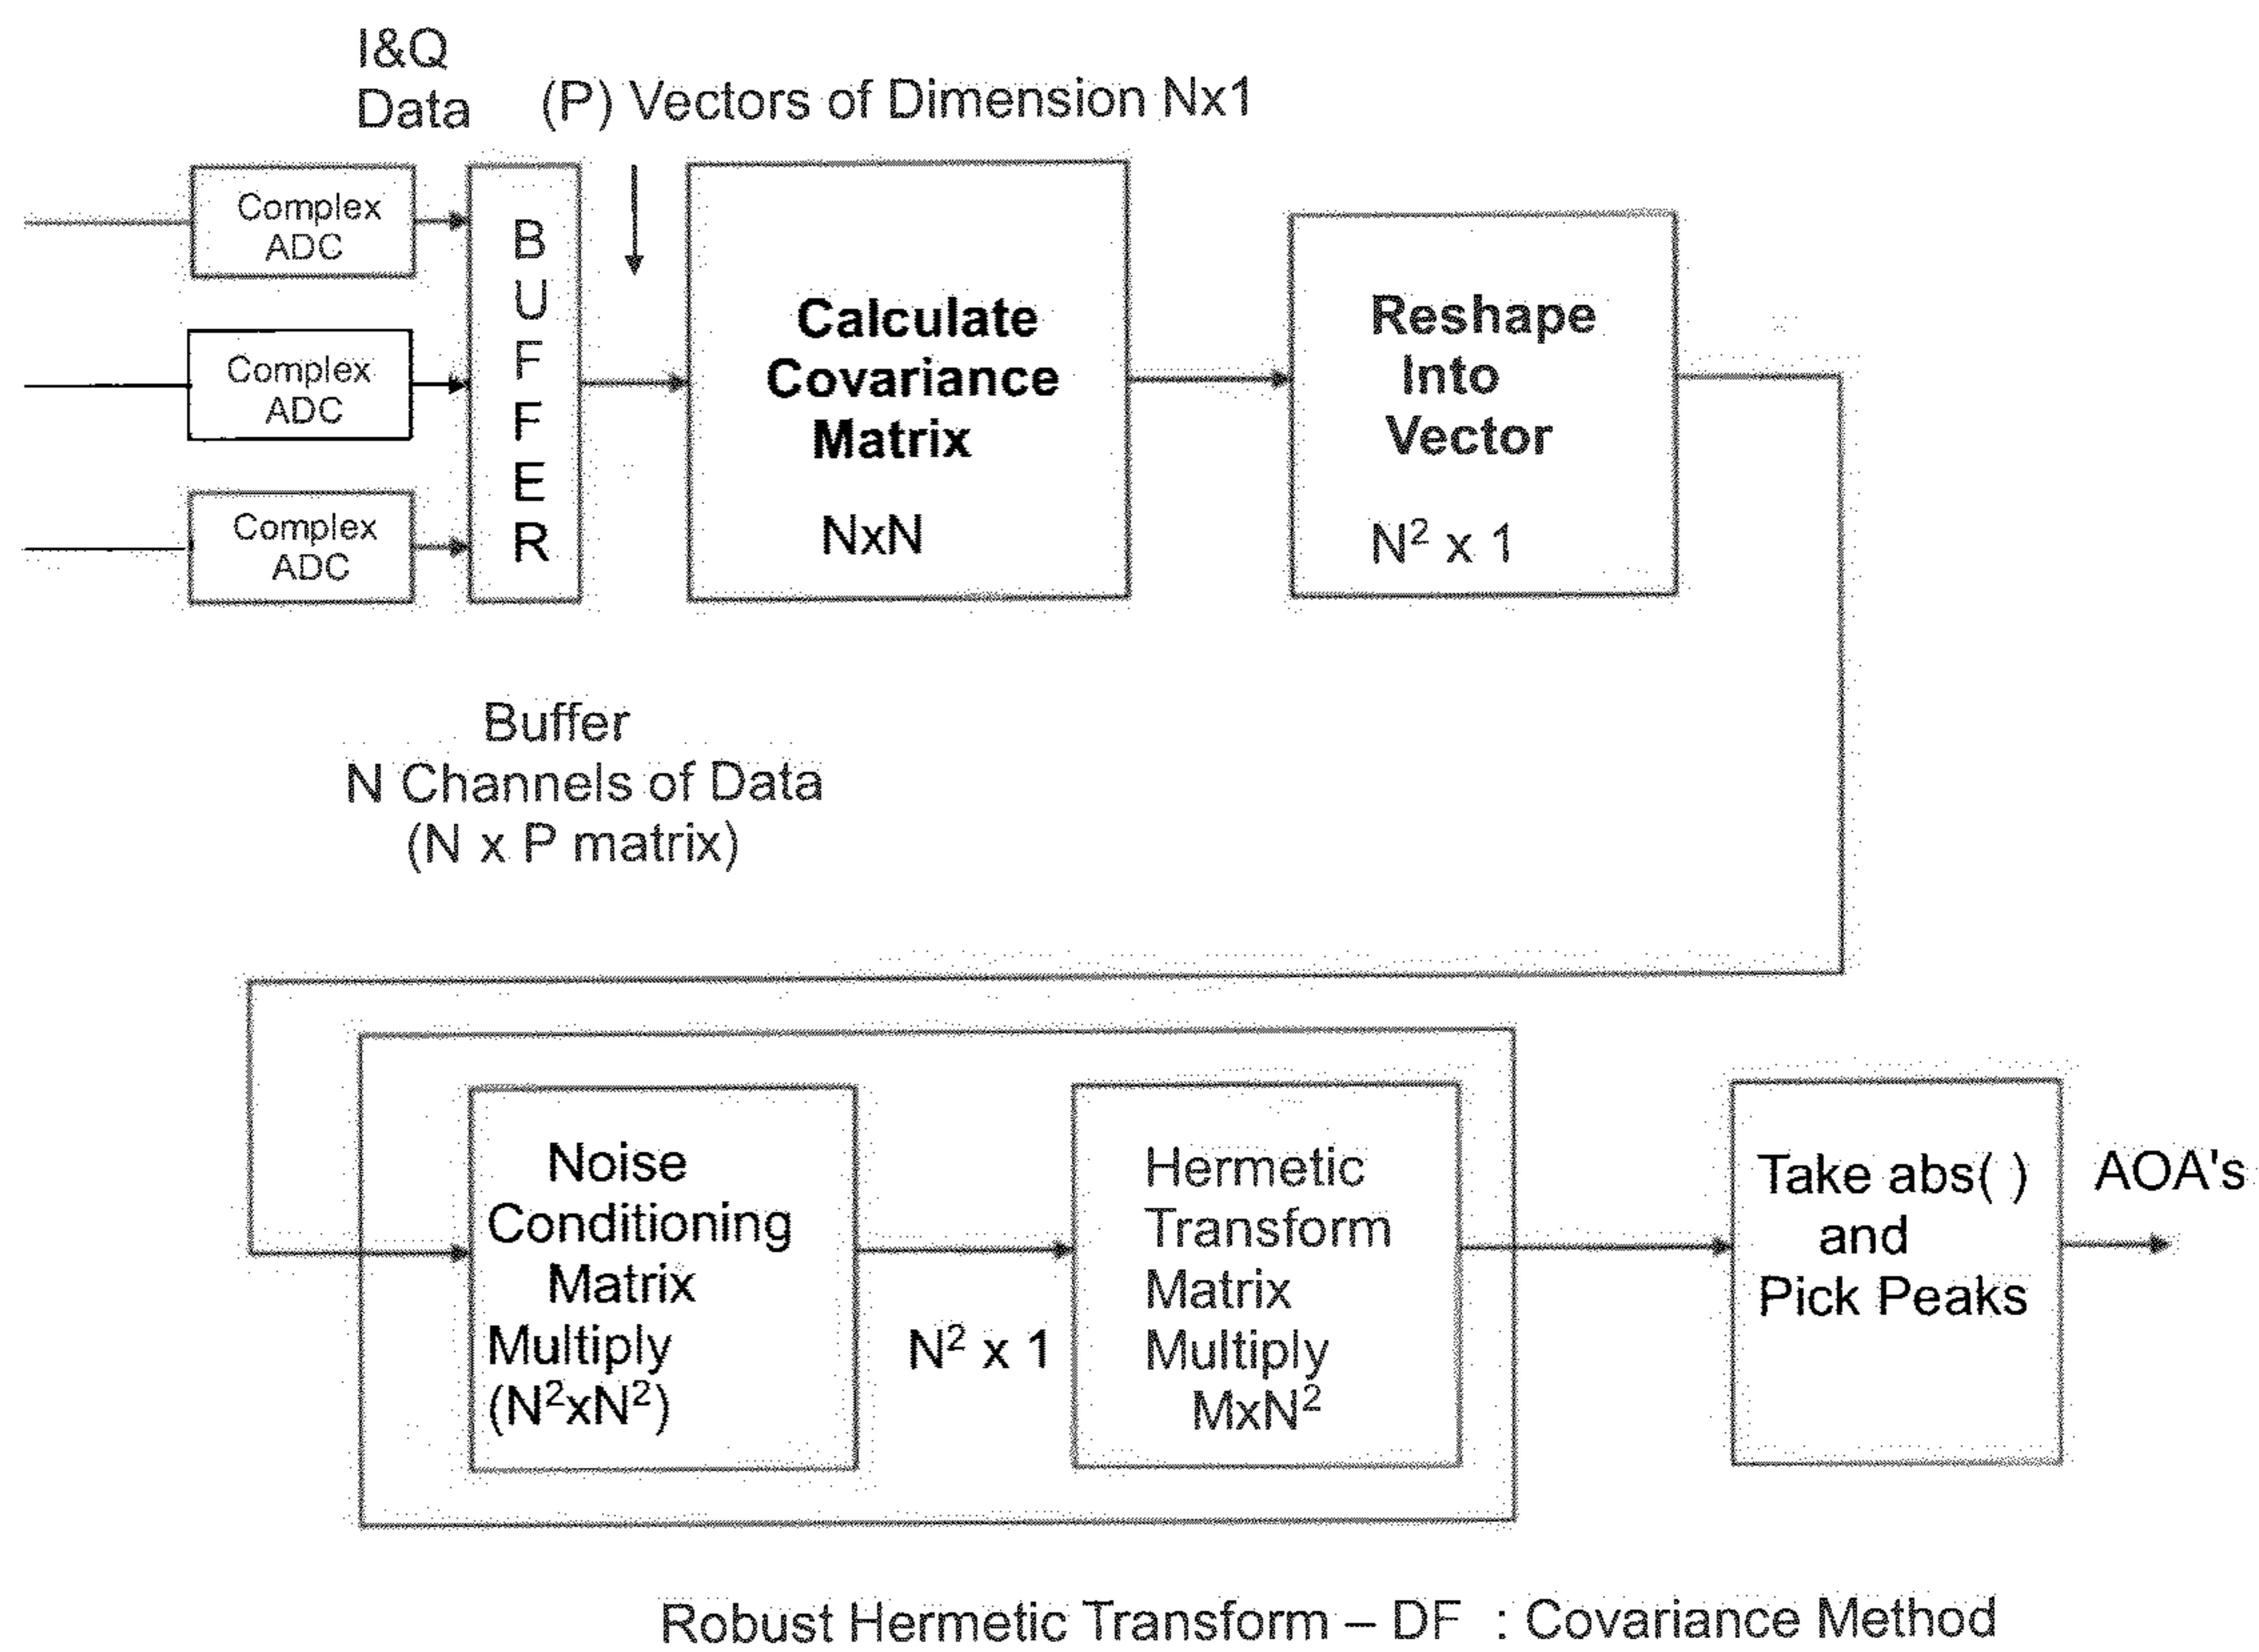 I&Q
Data
(P) Vectors of Dimension Nx1
Complex
ADC
Complex
ADC
Complex
ADC
BUFFER
Calculate
Covariance
Matrix
NxN
Reshape
Into
Vector
N² x 1
Buffer
N Channels of Data
(N x P matrix)
Noise
Conditioning
Matrix
Multiply
(N²xN²)
N² x 1
Hermetic
Transform
Matrix
Multiply
MxN²
Take abs( )
and
Pick Peaks
AOA's
Robust Hermetic Transform – DF : Covariance Method